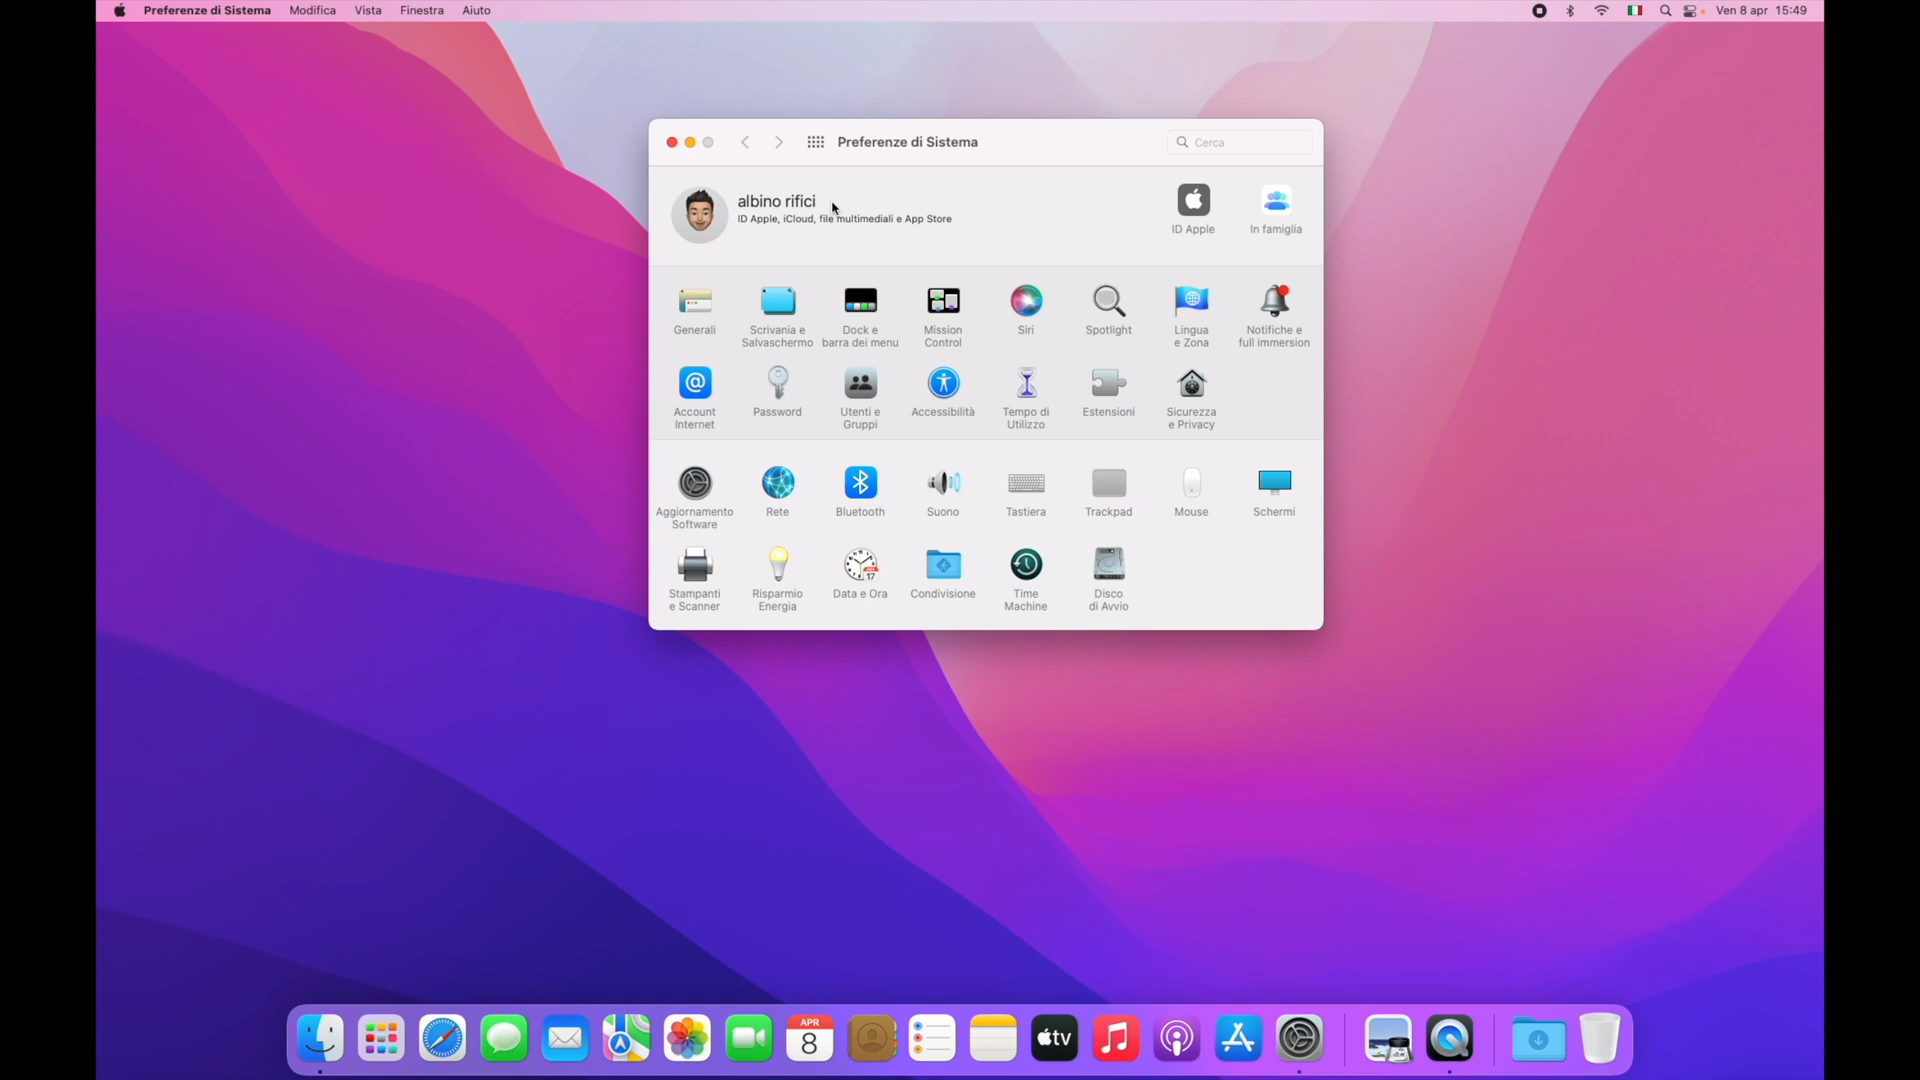 Preferenze di Sistema Modifica Vista Finestra Aiuto Ven 8 apr 15:49
Preferenze di Sistema
Cerca
albino rifici
ID Apple, iCloud, file multimediali e App Store
ID Apple
In famiglia
Generali
Scrivania e
Salvaschermo
Dock e
barra dei menu
Mission
Control
Siri
Spotlight
Lingua
e Zona
Notifiche e
full immersion
Account
Internet
Password
Utenti e
Gruppi
Accessibilità
Tempo di
Utilizzo
Estensioni
Sicurezza
e Privacy
Aggiornamento
Software
Rete
Bluetooth
Suono
Tastiera
Trackpad
Mouse
Schermi
Stampanti
e Scanner
Risparmio
Energia
17
Data e Ora
Condivisione
Time
Machine
Disco
di Avvio
APR
8
tv